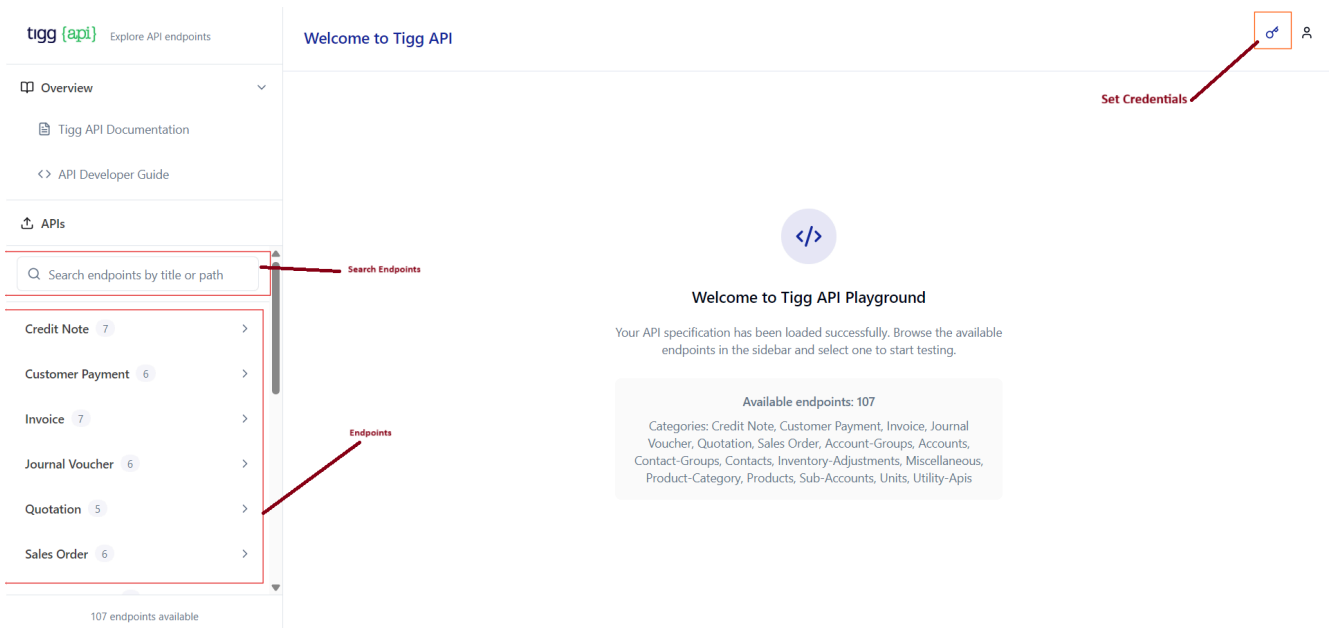 tigg {api} Explore API endpoints
Welcome to Tigg API
Set Credentials
Overview
Tigg API Documentation
API Developer Guide
APIs
Search endpoints by title or path
Search Endpoints
Credit Note 7
Customer Payment 6
Invoice 7
Journal Voucher 6
Quotation 5
Sales Order 6
107 endpoints available
Endpoints
</>
Welcome to Tigg API Playground
Your API specification has been loaded successfully. Browse the available
endpoints in the sidebar and select one to start testing.
Available endpoints: 107
Categories: Credit Note, Customer Payment, Invoice, Journal
Voucher, Quotation, Sales Order, Account-Groups, Accounts,
Contact-Groups, Contacts, Inventory-Adjustments, Miscellaneous,
Product-Category, Products, Sub-Accounts, Units, Utility-Apis